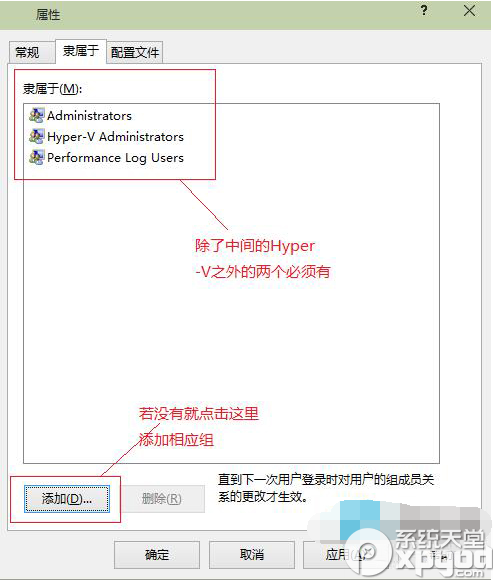 属性
?
常规 隶属于 配置文件
隶属于(M):
Administrators
Hyper-V Administrators
Performance Log Users
除了中间的Hyper
-V之外的两个必须有
若没有就点击这里
添加相应组
添加(D)...
删除(R)
直到下一次用户登录时对用户的组成员关
系的更改才生效。
确定 取消 应用(A)
系统天堂